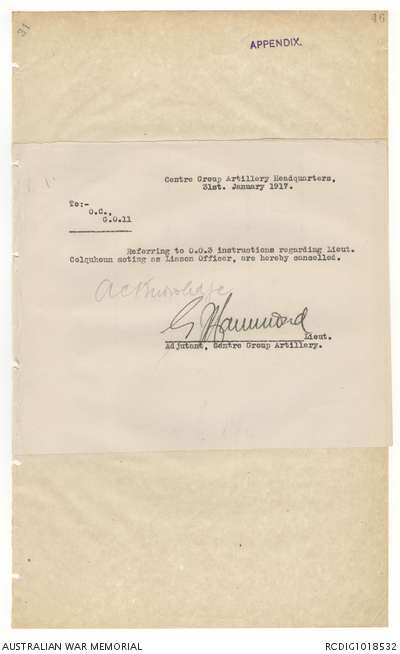 31
46
APPENDIX.
Centre Group Artillery Headquarters,
31st. January 1917.
To:-
O.C.,
G.O.11
Referring to O.O.3 instructions regarding Lieut.
Colquhoun acting as Liason Officer, are hereby cancelled.
Acknowledge
G Hammond
Lieut.
Adjutant, Centre Group Artillery.
AUSTRALIAN WAR MEMORIAL
RCDIG1018532